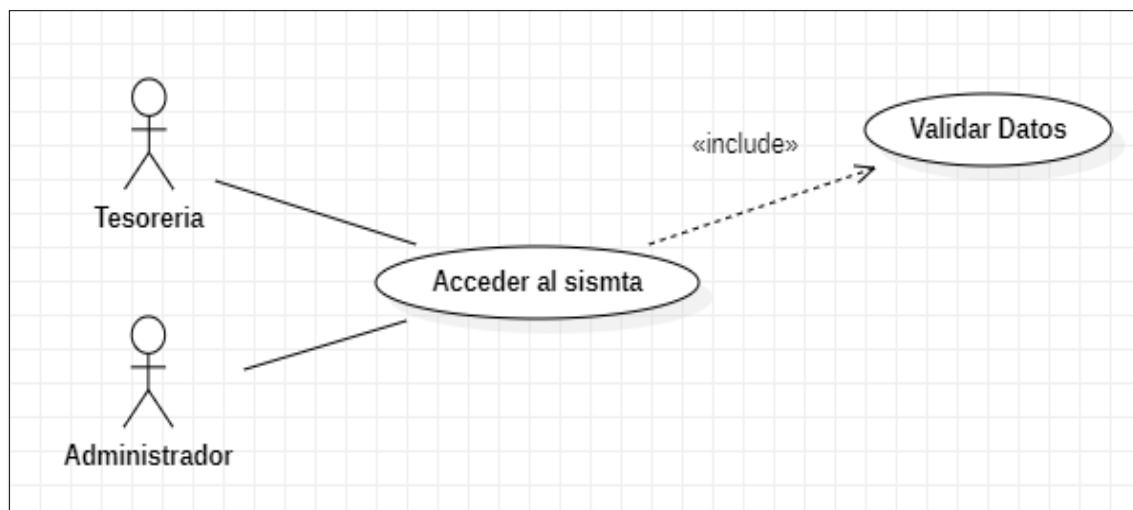 Validar Datos
«include»
Tesoreria
Acceder al sismta
Administrador